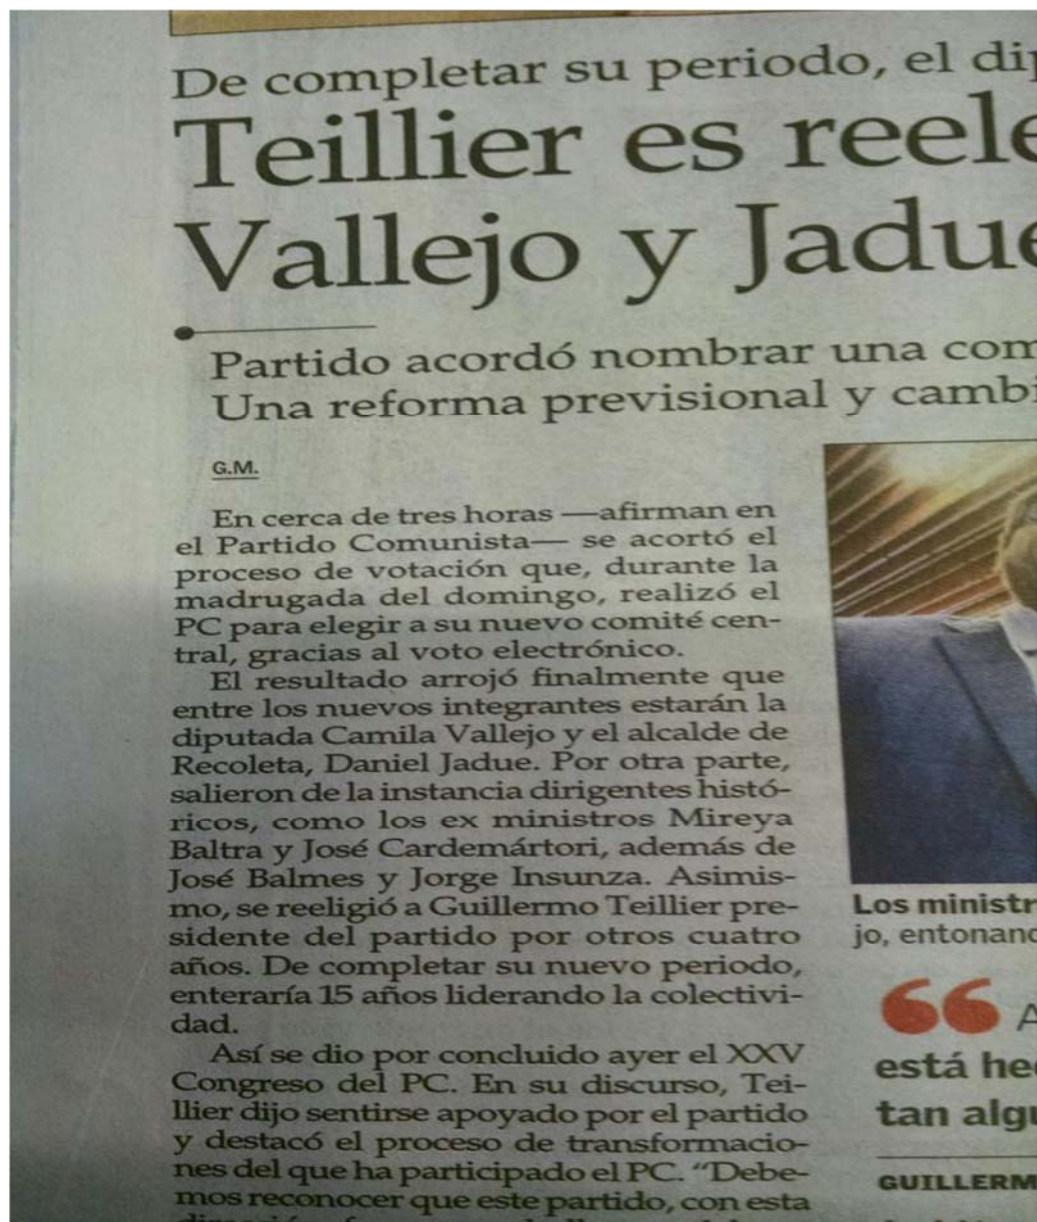 De completar su periodo, el dip
Teillier es reele
Vallejo y Jadue
Partido acordó nombrar una com
Una reforma previsional y cambi
G.M.
En cerca de tres horas —afirman en
el Partido Comunista— se acortó el
proceso de votación que, durante la
madrugada del domingo, realizó el
PC para elegir a su nuevo comité cen-
tral, gracias al voto electrónico.
El resultado arrojó finalmente que
entre los nuevos integrantes estarán la
diputada Camila Vallejo y el alcalde de
Recoleta, Daniel Jadue. Por otra parte,
salieron de la instancia dirigentes histó-
ricos, como los ex ministros Mireya
Baltra y José Cardemártori, además de
José Balmes y Jorge Insunza. Asimis-
mo, se reeligió a Guillermo Teillier pre-
sidente del partido por otros cuatro
años. De completar su nuevo periodo,
enteraría 15 años liderando la colectivi-
dad.
Así se dio por concluido ayer el XXV
Congreso del PC. En su discurso, Tei-
llier dijo sentirse apoyado por el partido
y destacó el proceso de transformacio-
nes del que ha participado el PC. “Debe-
mos reconocer que este partido, con esta
Los ministr
jo, entonand
“ A
está hec
tan algu
GUILLERM